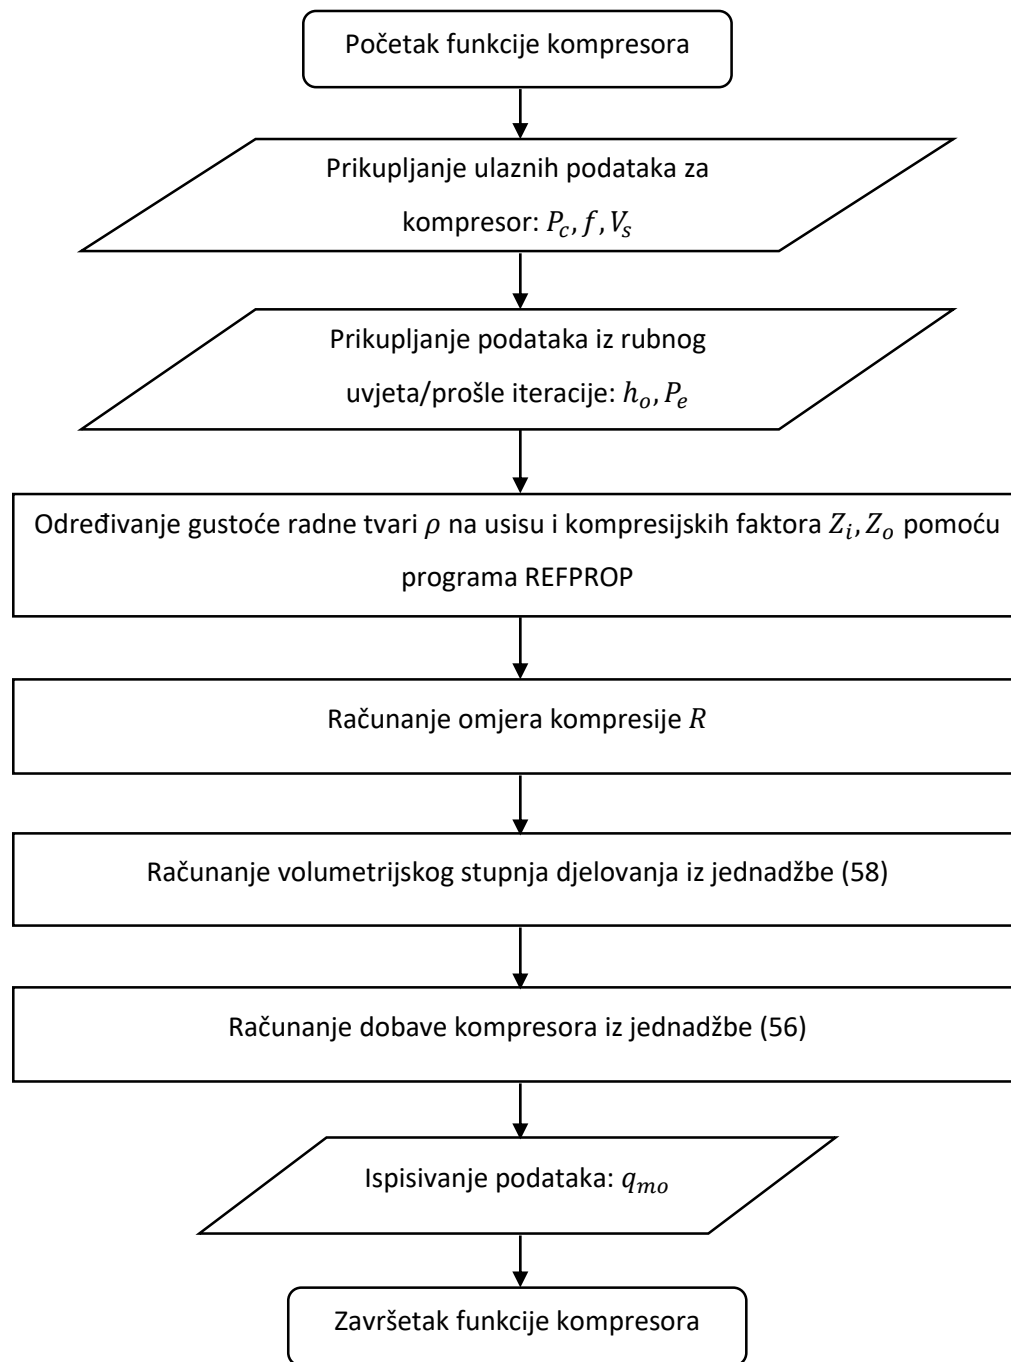 Početak funkcije kompresora
Prikupljanje ulaznih podataka za
kompresor: P_c, f, V_s
Prikupljanje podataka iz rubnog
uvjeta/prošle iteracije: h_o, P_e
Određivanje gustoće radne tvari ρ na usisu i kompresijskih faktora Z_i, Z_o pomoću
programa REFPROP
Računanje omjera kompresije R
Računanje volumetrijskog stupnja djelovanja iz jednadžbe (58)
Računanje dobave kompresora iz jednadžbe (56)
Ispisivanje podataka: q_{mo}
Završetak funkcije kompresora